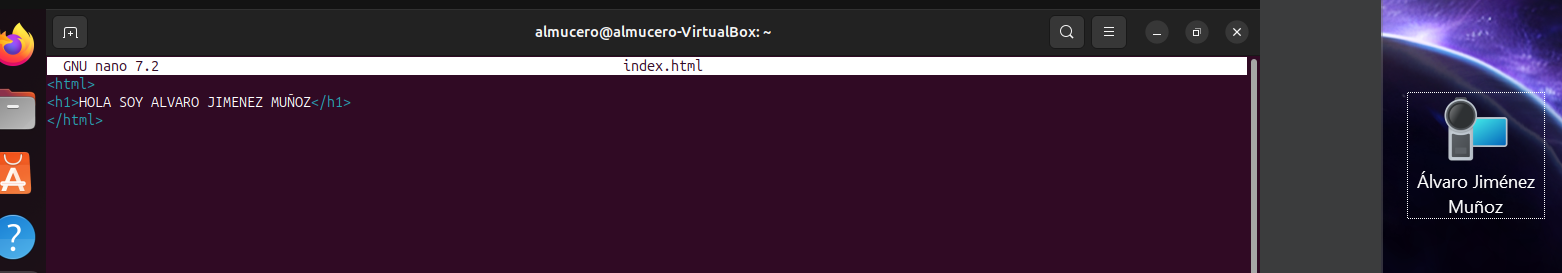 almucero@almucero-VirtualBox: ~
GNU nano 7.2 index.html
<html>
<h1>HOLA SOY ALVARO JIMENEZ MUÑOZ</h1>
</html>
Álvaro Jiménez
Muñoz